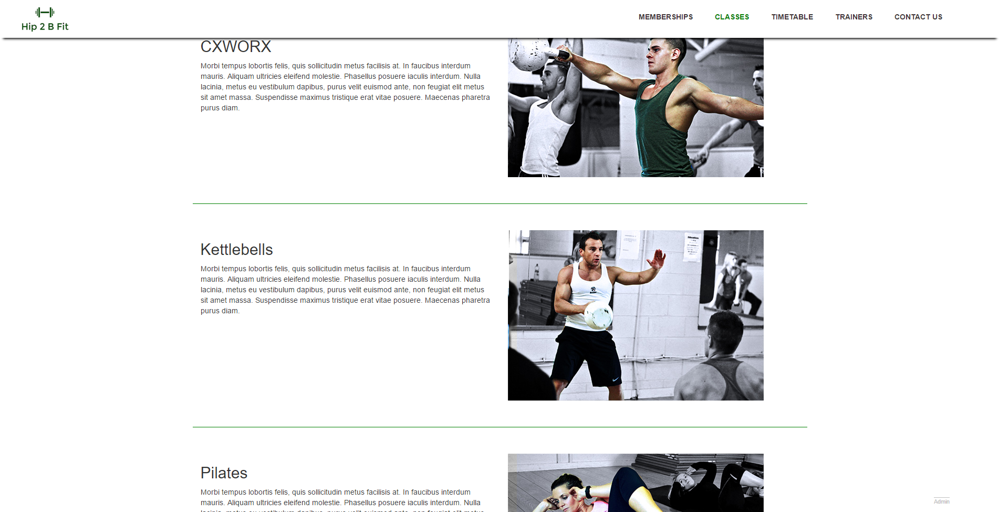 Hip 2 B Fit
MEMBERSHIPS CLASSES TIMETABLE TRAINERS CONTACT US
CXWORX
Morbi tempus lobortis felis, quis sollicitudin metus facilisis at. In faucibus interdum
mauris. Aliquam ultricies eleifend molestie. Phasellus posuere iaculis interdum. Nulla
lacinia, metus eu vestibulum dapibus, purus velit euismod ante, non feugiat elit metus
sit amet massa. Suspendisse maximus tristique erat vitae posuere. Maecenas pharetra
purus diam.
Kettlebells
Morbi tempus lobortis felis, quis sollicitudin metus facilisis at. In faucibus interdum
mauris. Aliquam ultricies eleifend molestie. Phasellus posuere iaculis interdum. Nulla
lacinia, metus eu vestibulum dapibus, purus velit euismod ante, non feugiat elit metus
sit amet massa. Suspendisse maximus tristique erat vitae posuere. Maecenas pharetra
purus diam.
Pilates
Morbi tempus lobortis felis, quis sollicitudin metus facilisis at. In faucibus interdum
mauris. Aliquam ultricies eleifend molestie. Phasellus posuere iaculis interdum. Nulla
Admin